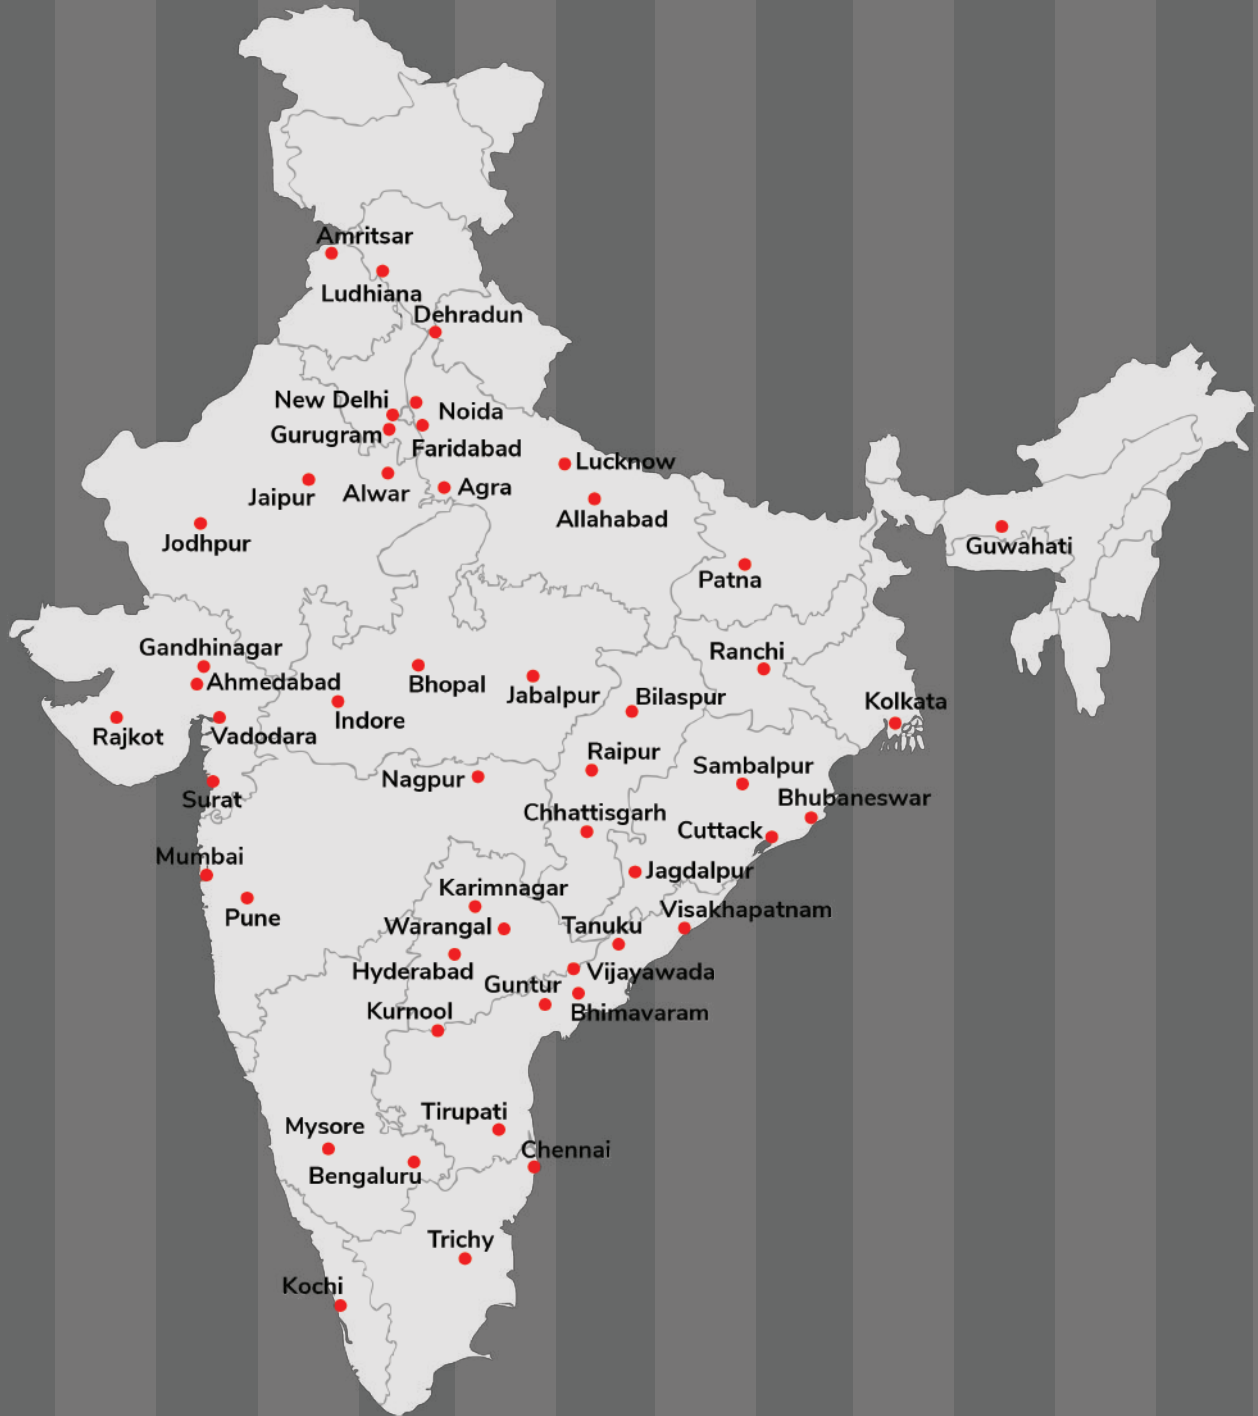 Amritsar
Ludhiana
Dehradun
New Delhi
Noida
Gurugram
Faridabad
Lucknow
Jaipur
Alwar
Agra
Allahabad
Jodhpur
Guwahati
Patna
Gandhinagar
Ranchi
Ahmedabad
Bhopal
Jabalpur
Bilaspur
Kolkata
Rajkot
Vadodara
Indore
Raipur
Nagpur
Sambalpur
Surat
Bhubaneswar
Chhattisgarh
Cuttack
Mumbai
Jagdalpur
Karimnagar
Pune
Visakhapatnam
Warangal
Tanuku
Hyderabad
Vijayawada
Guntur
Kurnool
Bhimavaram
Tirupati
Mysore
Chennai
Bengaluru
Trichy
Kochi